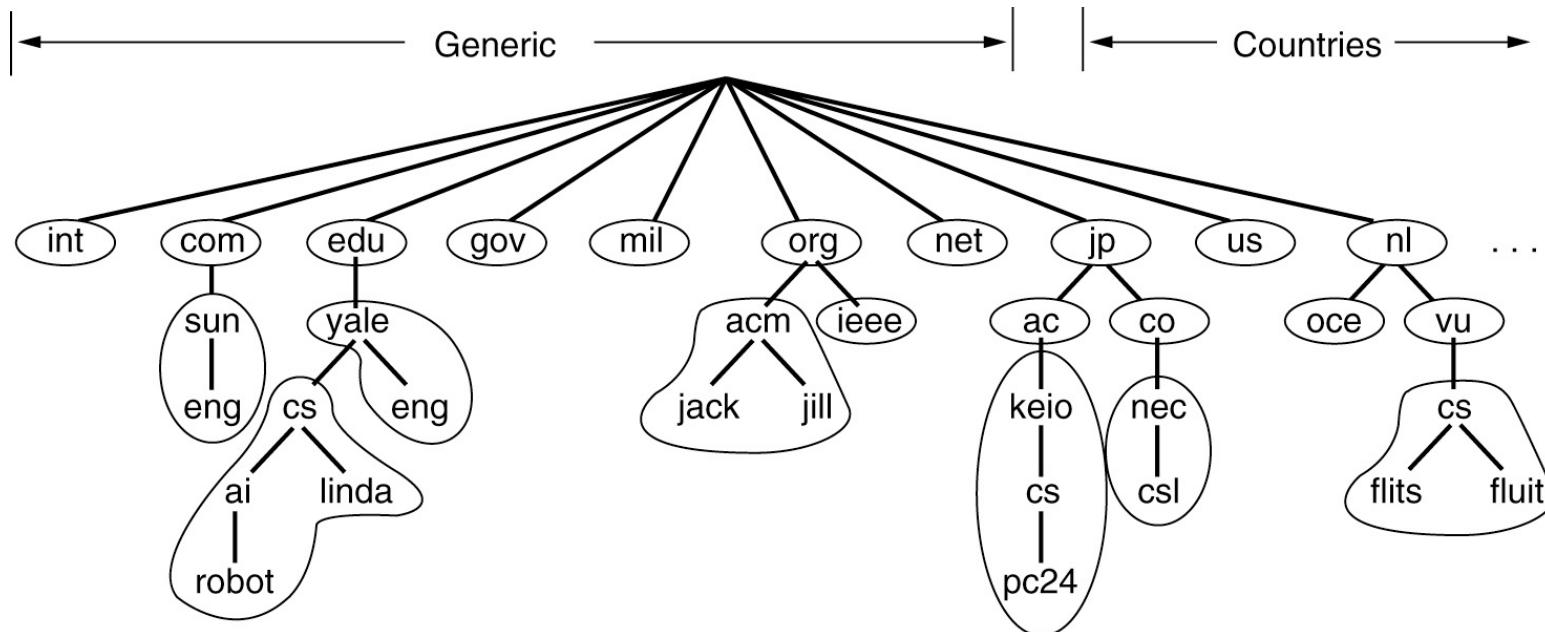 Generic Countries
int com edu gov mil org net jp us nl ...
sun yale acm ieee ac co oce vu
eng cs eng jack jill keio nec cs
ai linda cs csl flits fluit
robot pc24